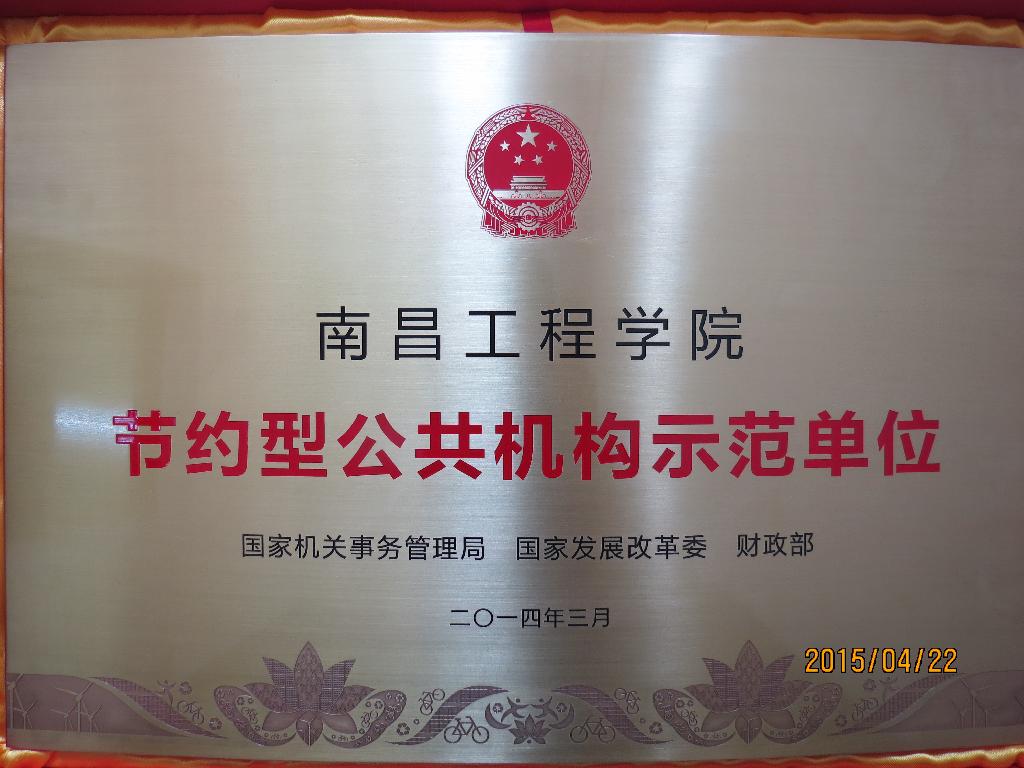 南昌工程学院
节约型公共机构示范单位
国家机关事务管理局 国家发展改革委 财政部
二〇一四年三月
2015/04/22